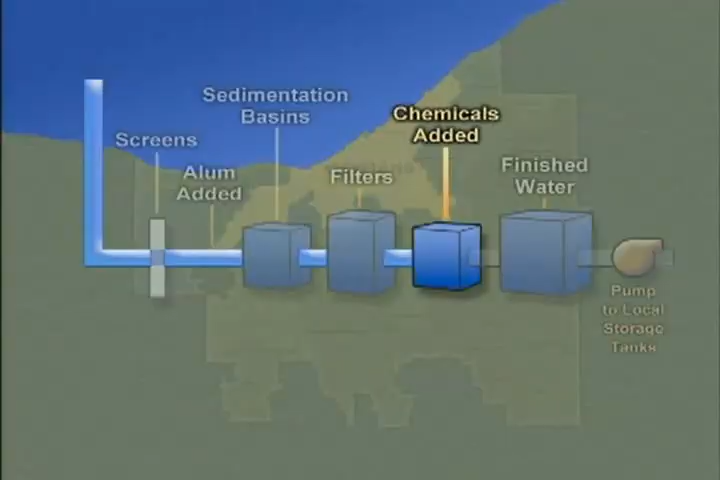 Screens
Alum
Added
Sedimentation
Basins
Filters
Chemicals
Added
Finished
Water
Pump
to Local
Storage
Tanks